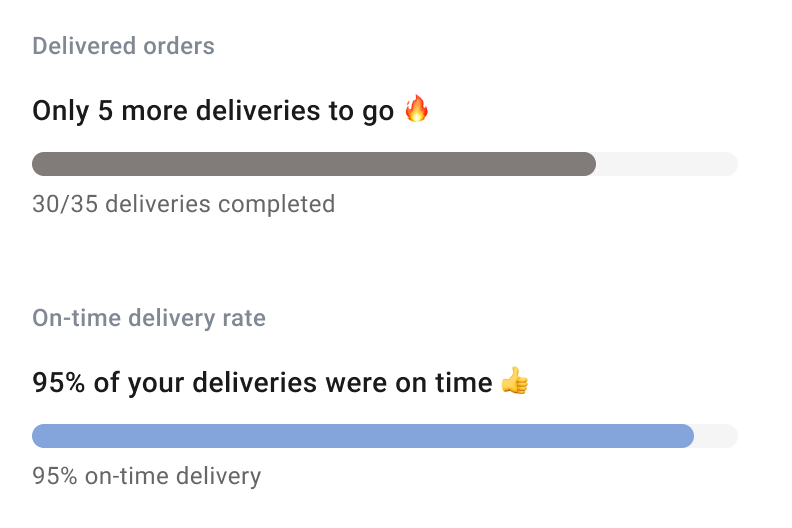 Delivered orders
Only 5 more deliveries to go 🔥
30/35 deliveries completed
On-time delivery rate
95% of your deliveries were on time 👍
95% on-time delivery